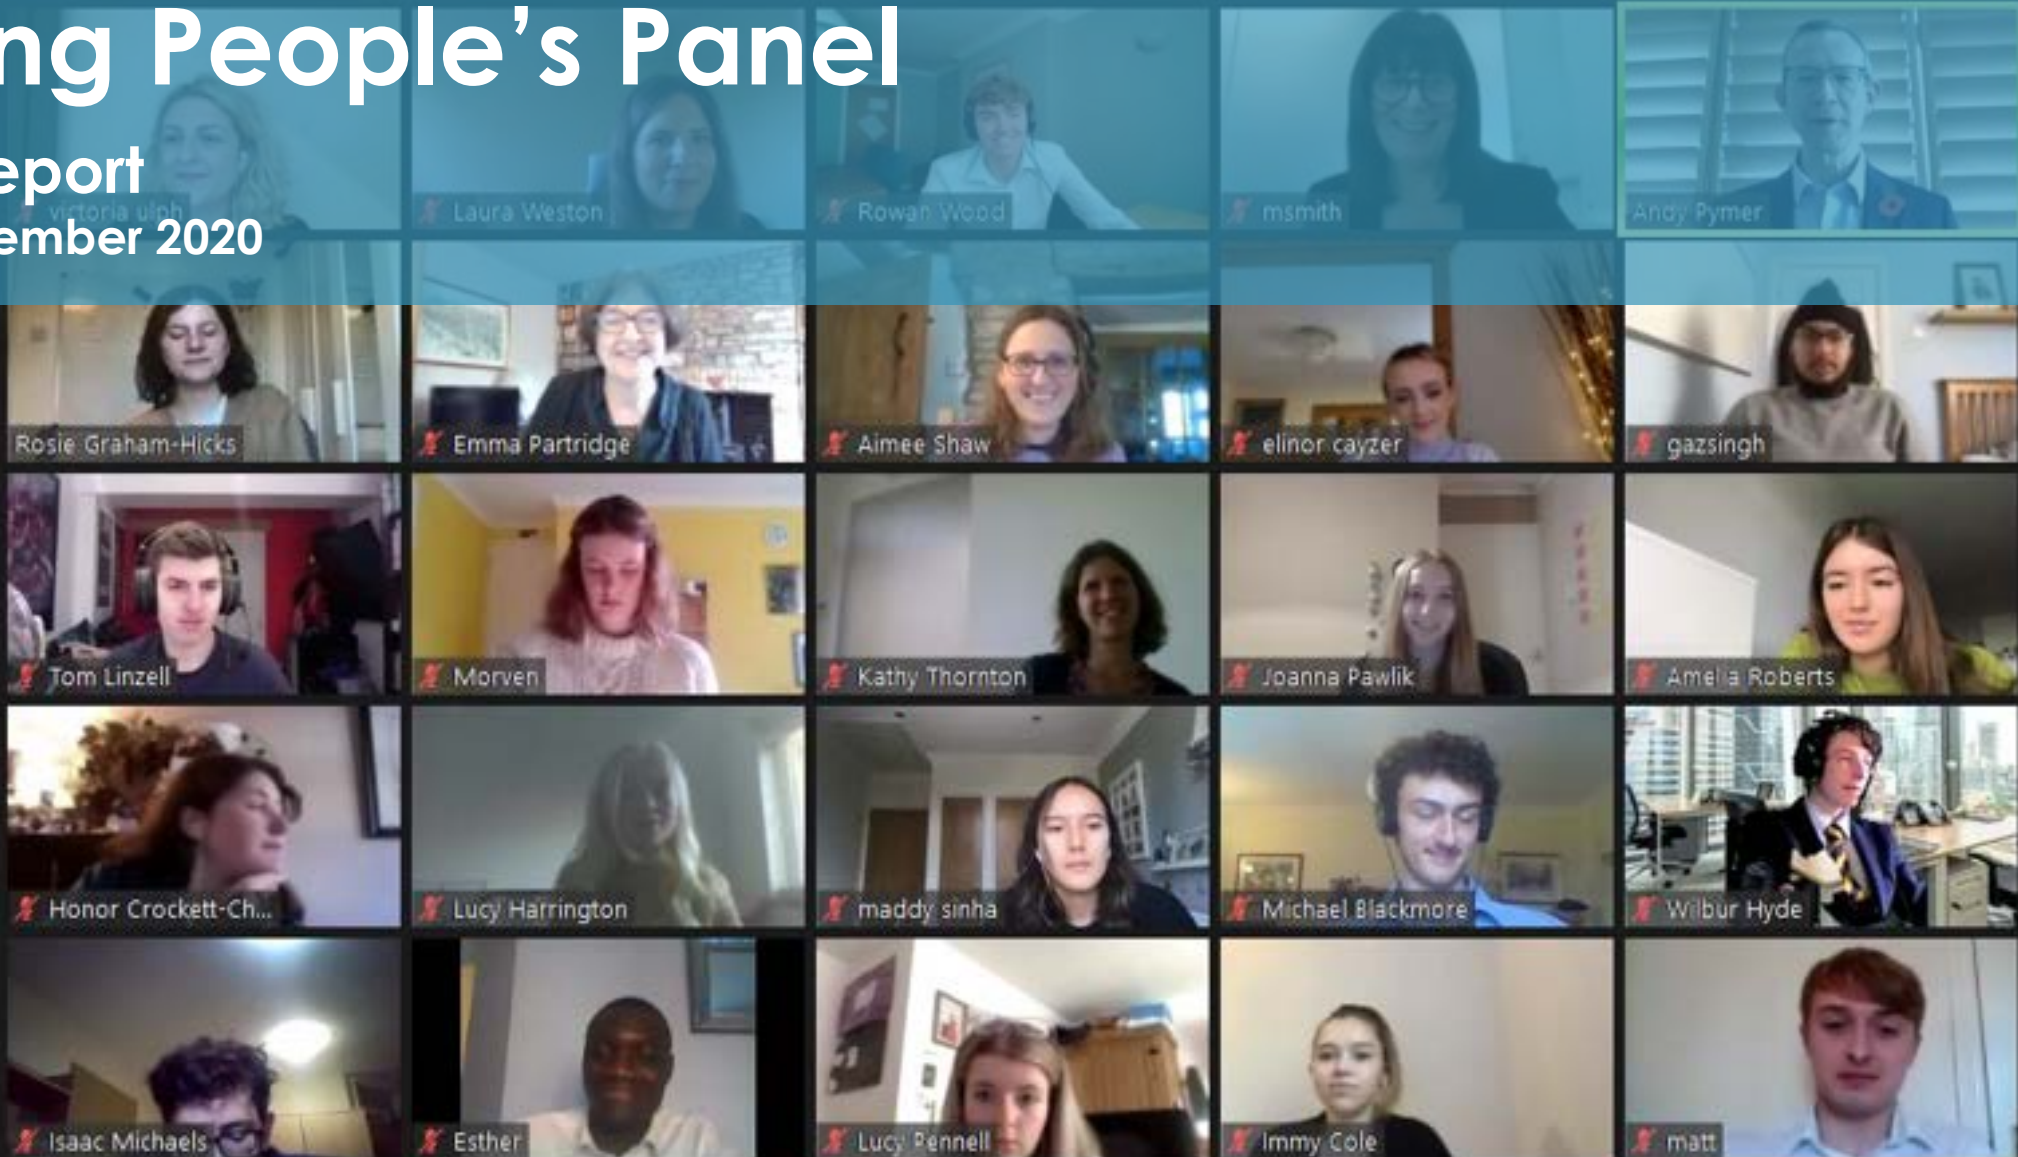 ng People’s Panel
eport
ember 2020
victoria ulph
Laura Weston
Rowan Wood
msmith
Andy Pymer
Rosie Graham-Hicks
Emma Partridge
Aimee Shaw
elinor cayzer
gazsingh
Tom Linzell
Morven
Kathy Thornton
Joanna Pawlik
Amelia Roberts
Honor Crockett-Ch...
Lucy Harrington
maddy sinha
Michael Blackmore
Wilbur Hyde
Isaac Michaels
Esther
Lucy Pennell
Immy Cole
matt